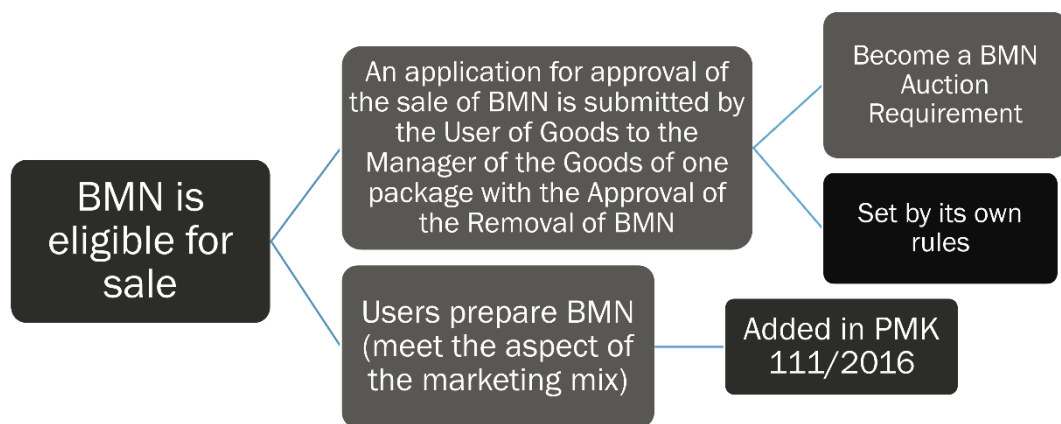 BMN is
eligible for
sale
An application for approval of
the sale of BMN is submitted by
the User of Goods to the
Manager of the Goods of one
package with the Approval of
the Removal of BMN
Become a BMN
Auction
Requirement
Set by its own
rules
Users prepare BMN
(meet the aspect of
the marketing mix)
Added in PMK
111/2016